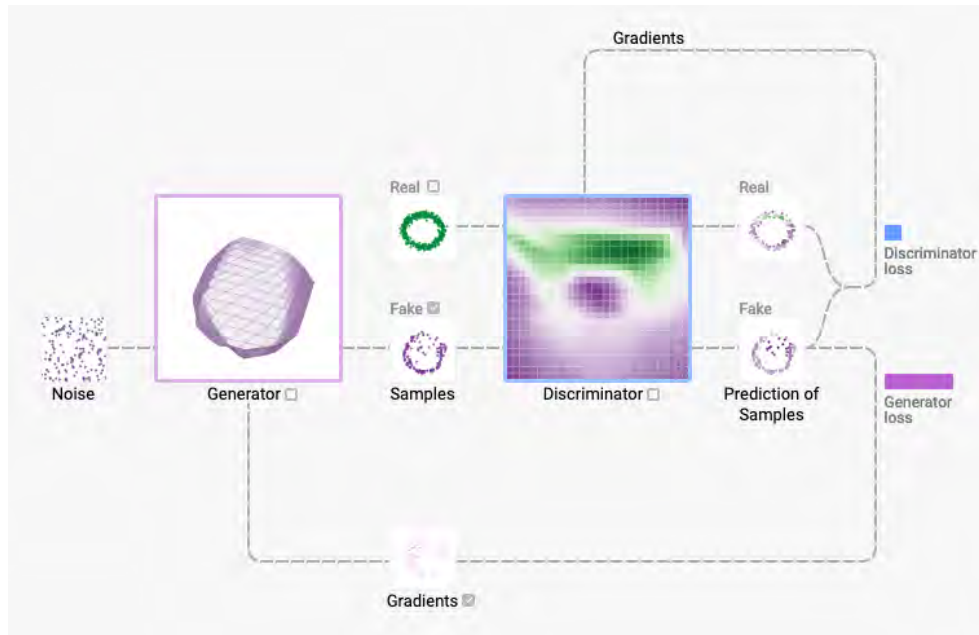 Gradients
Real
Real
Discriminator
loss
Fake
Fake
Noise
Generator
Samples
Discriminator
Prediction of
Samples
Generator
loss
Gradients